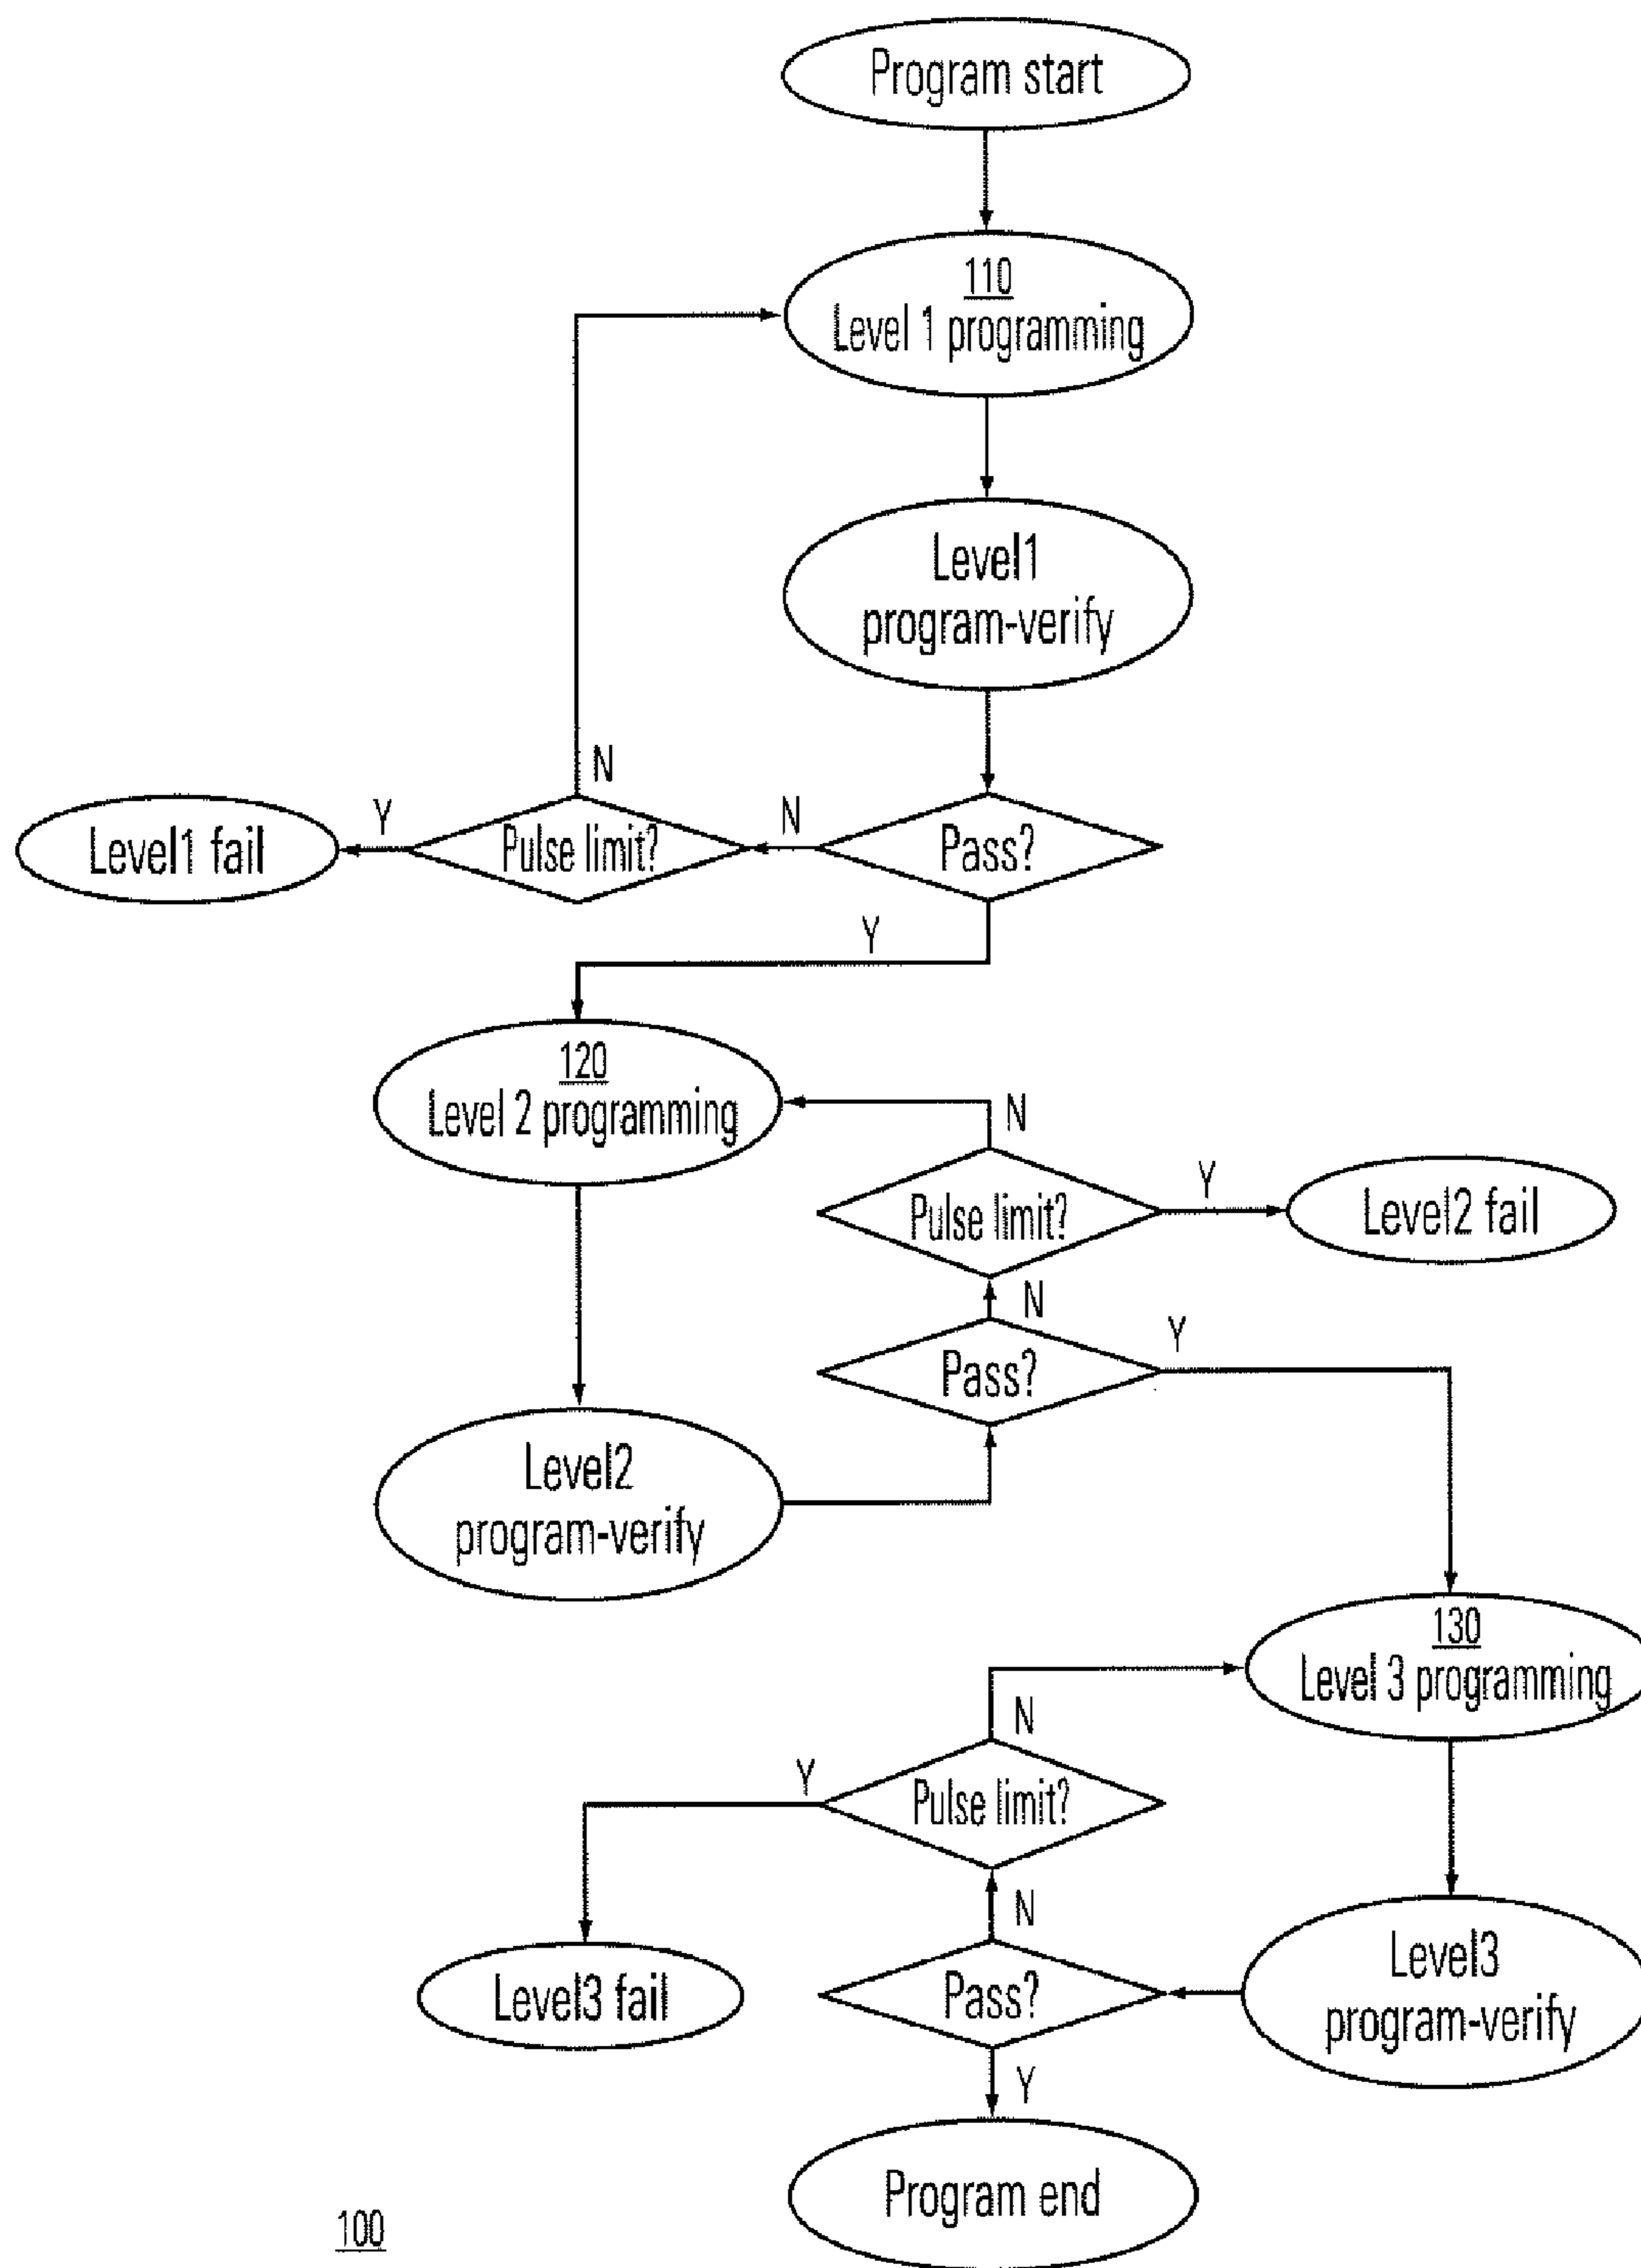 Program start
110
Level 1 programming
Level1
program-verify
N
Y
N
Level1 fail
Pulse limit?
Pass?
Y
120
Level 2 programming
N
Y
Pulse limit?
Level2 fail
N
Y
Pass?
Level2
program-verify
130
Level 3 programming
N
Y
Pulse limit?
N
Level3
program-verify
Level3 fail
Pass?
Y
Program end
100